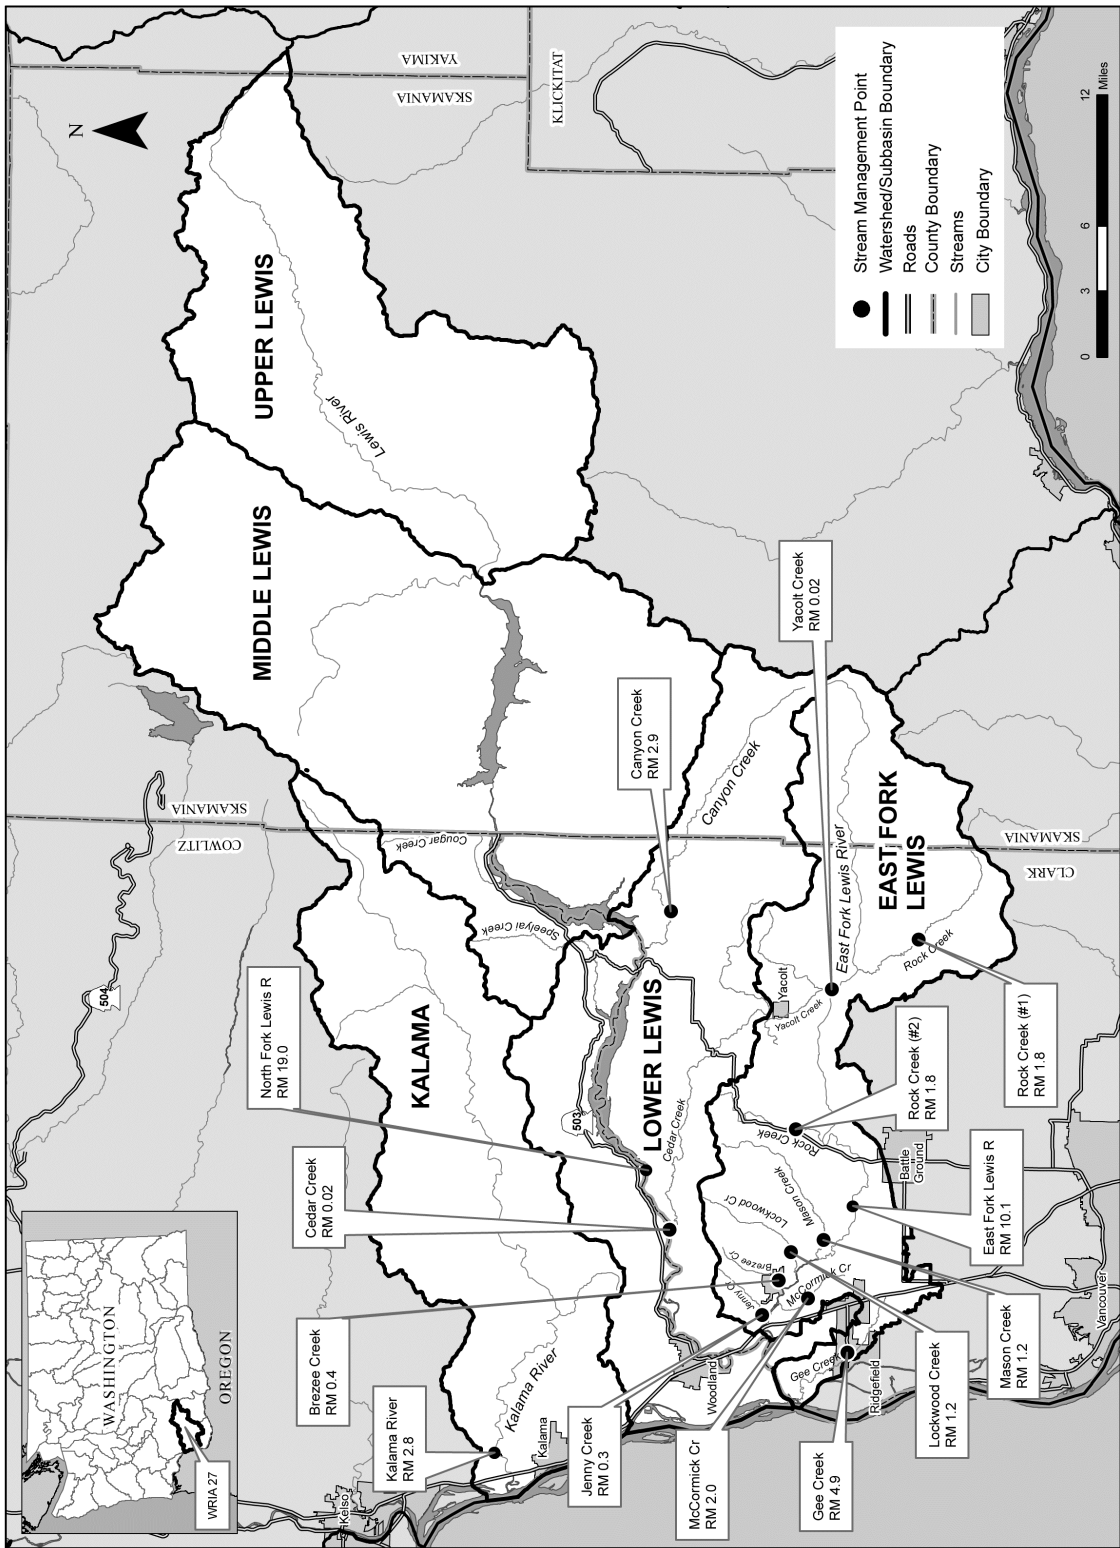 WASHINGTON
OREGON
WRIA 27
N
YAKIMA
SKAMANIA
KLICKITAT
COWLITZ
SKAMANIA
CLARK
SKAMANIA
504
503
UPPER LEWIS
Lewis River
MIDDLE LEWIS
KALAMA
LOWER LEWIS
EAST FORK
LEWIS
Cougar Creek
Speelyai Creek
Canyon Creek
Cedar Creek
East Fork Lewis River
Rock Creek
Yacolt Creek
Yacolt
Rock Creek
Mason Creek
Lockwood Cr
Brezee Cr
Jenny Cr
McCormick Cr
Gee Creek
Kalama River
Kelso
Kalama
Woodland
Ridgefield
Battle
Ground
Vancouver
North Fork Lewis R
RM 19.0
Cedar Creek
RM 0.02
Brezee Creek
RM 0.4
Kalama River
RM 2.8
Jenny Creek
RM 0.3
McCormick Cr
RM 2.0
Gee Creek
RM 4.9
Lockwood Creek
RM 1.2
Mason Creek
RM 1.2
East Fork Lewis R
RM 10.1
Rock Creek (#2)
RM 1.8
Rock Creek (#1)
RM 1.8
Canyon Creek
RM 2.9
Yacolt Creek
RM 0.02
Stream Management Point
Watershed/Subbasin Boundary
Roads
County Boundary
Streams
City Boundary
0 3 6 12
Miles